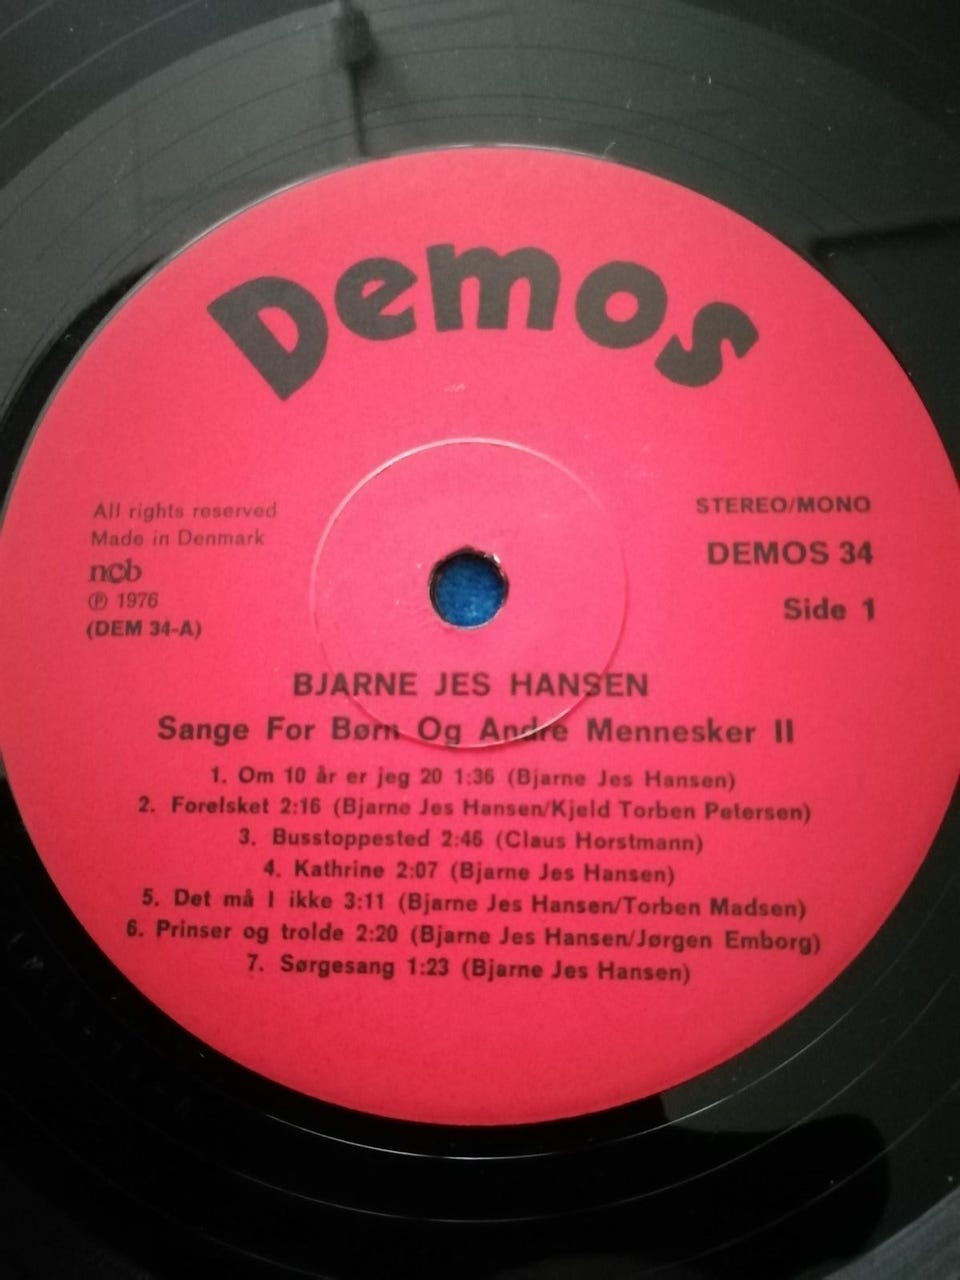 Demos
All rights reserved
Made in Denmark
ncb
℗ 1976
(DEM 34-A)
STEREO/MONO
DEMOS 34
Side 1
BJARNE JES HANSEN
Sange For Børn Og Andre Mennesker II
1. Om 10 år er jeg 20 1:36 (Bjarne Jes Hansen)
2. Forelsket 2:16 (Bjarne Jes Hansen/Kjeld Torben Petersen)
3. Busstoppested 2:46 (Claus Horstmann)
4. Kathrine 2:07 (Bjarne Jes Hansen)
5. Det må I ikke 3:11 (Bjarne Jes Hansen/Torben Madsen)
6. Prinser og trolde 2:20 (Bjarne Jes Hansen/Jørgen Emborg)
7. Sørgesang 1:23 (Bjarne Jes Hansen)